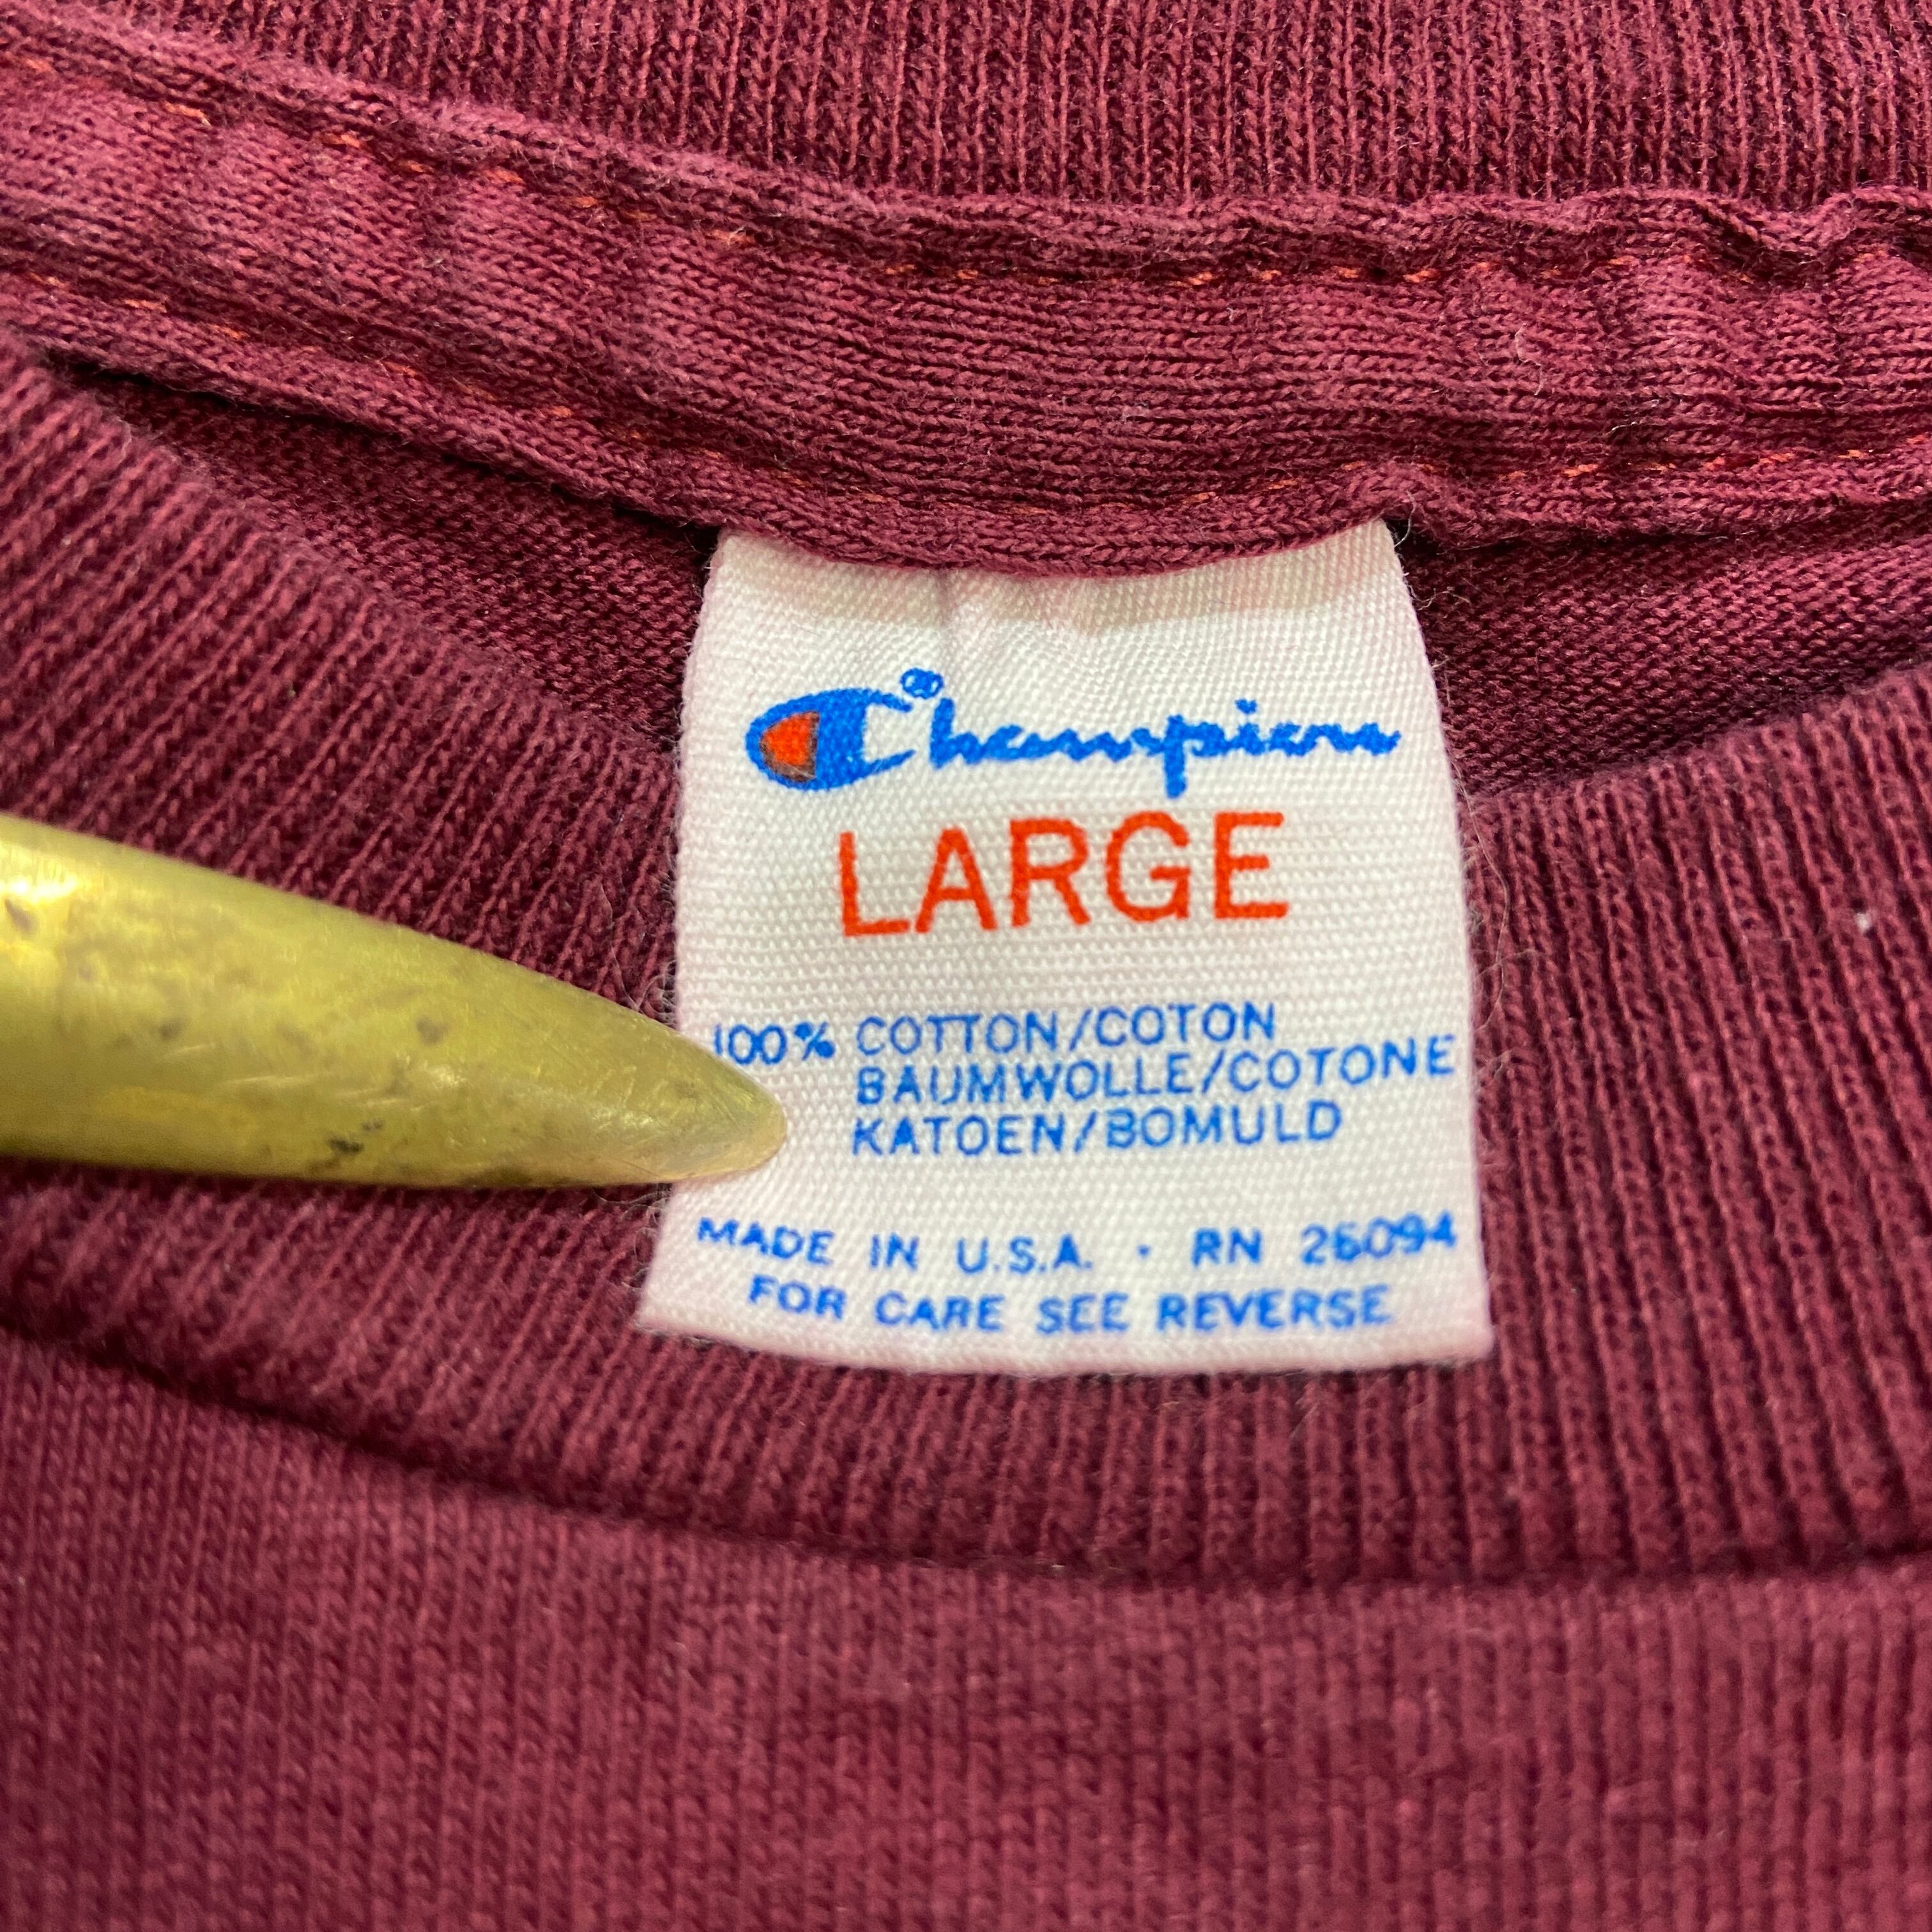 Champion
LARGE
100% COTTON/COTON
BAUMWOLLE/COTONE
KATOEN/BOMULD
MADE IN U.S.A. · RN 26094
FOR CARE SEE REVERSE